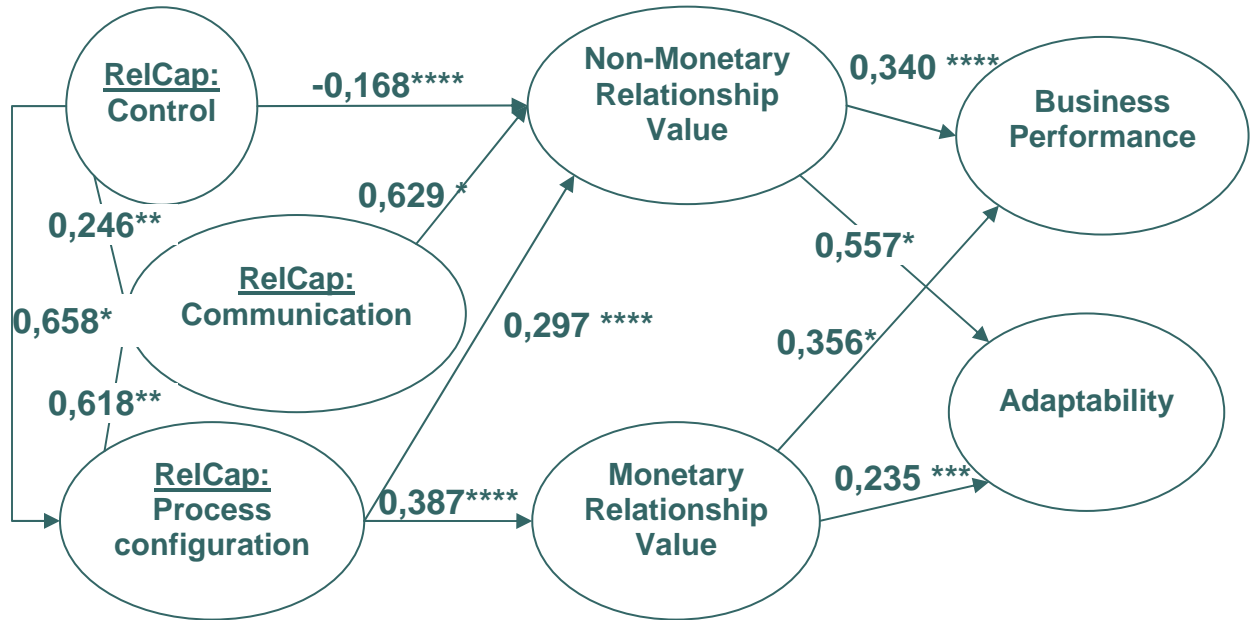 RelCap:
Control
-0,168****
Non-Monetary
Relationship
Value
0,340 ****
Business
Performance
0,246**
0,629 *
0,557*
RelCap:
Communication
0,658*
0,297 ****
0,356*
0,618**
Adaptability
RelCap:
Process
configuration
0,387****
Monetary
Relationship
Value
0,235 ***